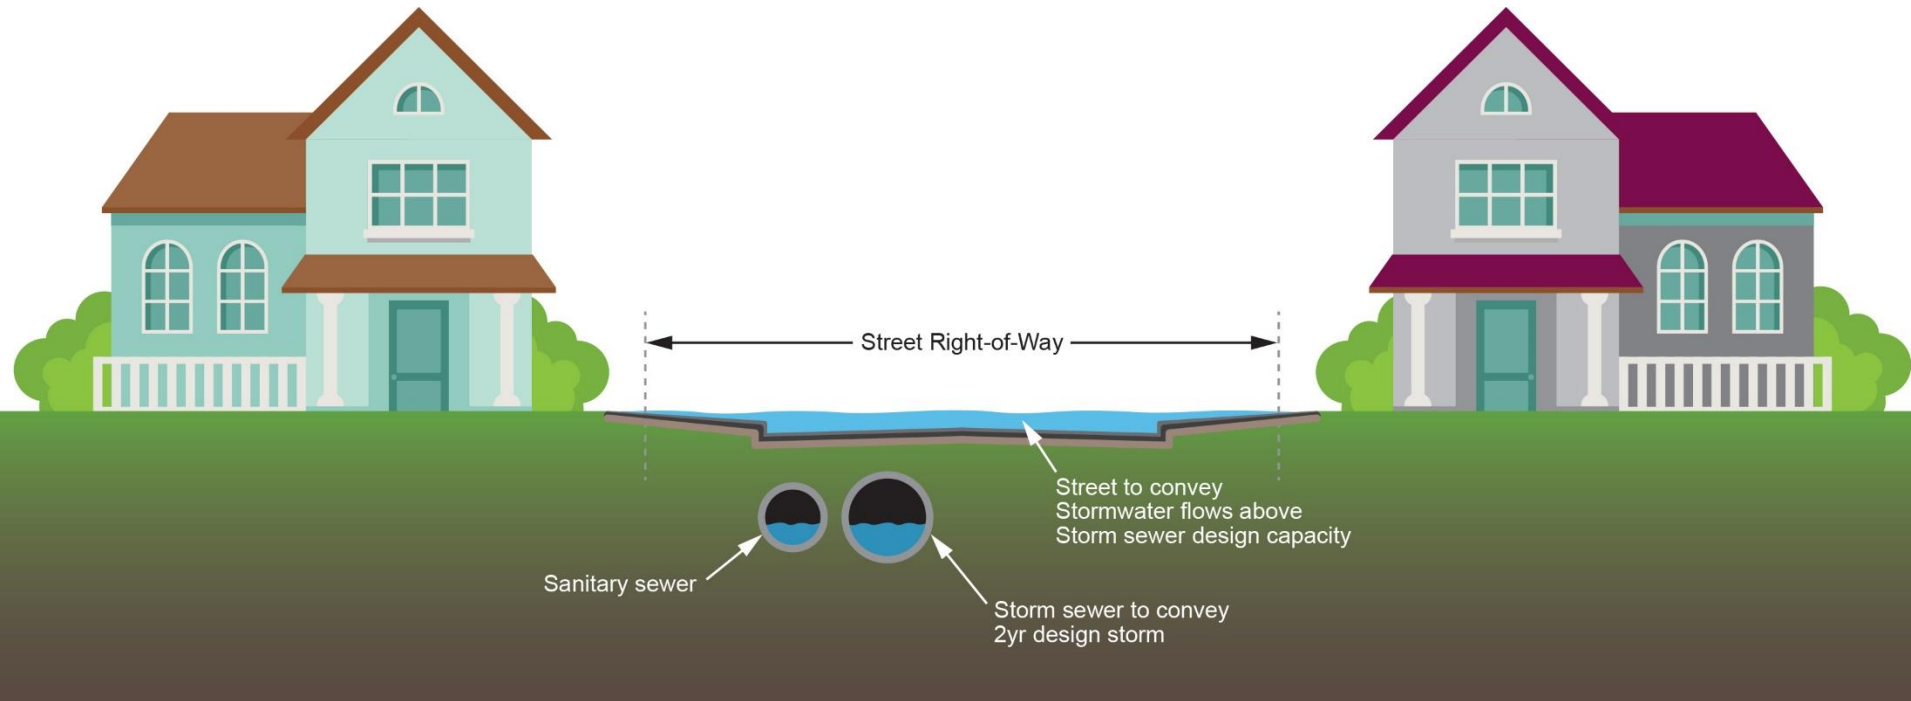 Street Right-of-Way
Street to convey
Stormwater flows above
Storm sewer design capacity
Sanitary sewer
Storm sewer to convey
2yr design storm